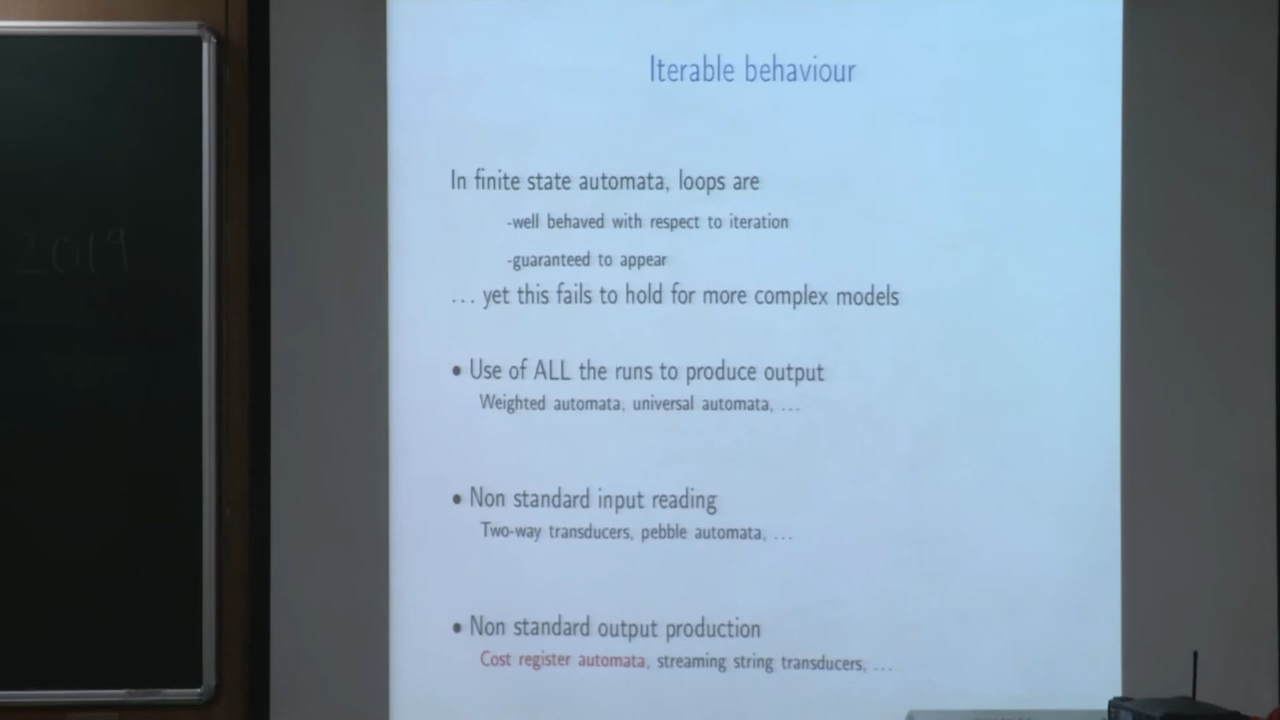 2019
Iterable behaviour
In finite state automata, loops are
-well behaved with respect to iteration
-guaranteed to appear
... yet this fails to hold for more complex models
• Use of ALL the runs to produce output
Weighted automata, universal automata, ...
• Non standard input reading
Two-way transducers, pebble automata, ...
• Non standard output production
Cost register automata, streaming string transducers, ...